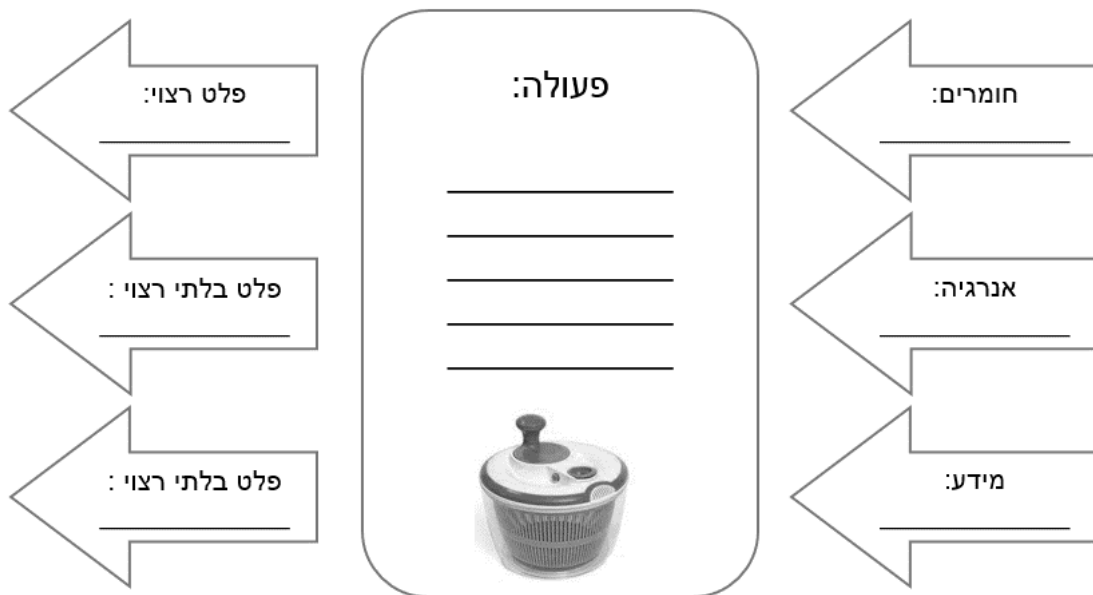 חומרים:
אנרגיה:
מידע:
פעולה:
פלט רצוי:
פלט בלתי רצוי :
פלט בלתי רצוי :